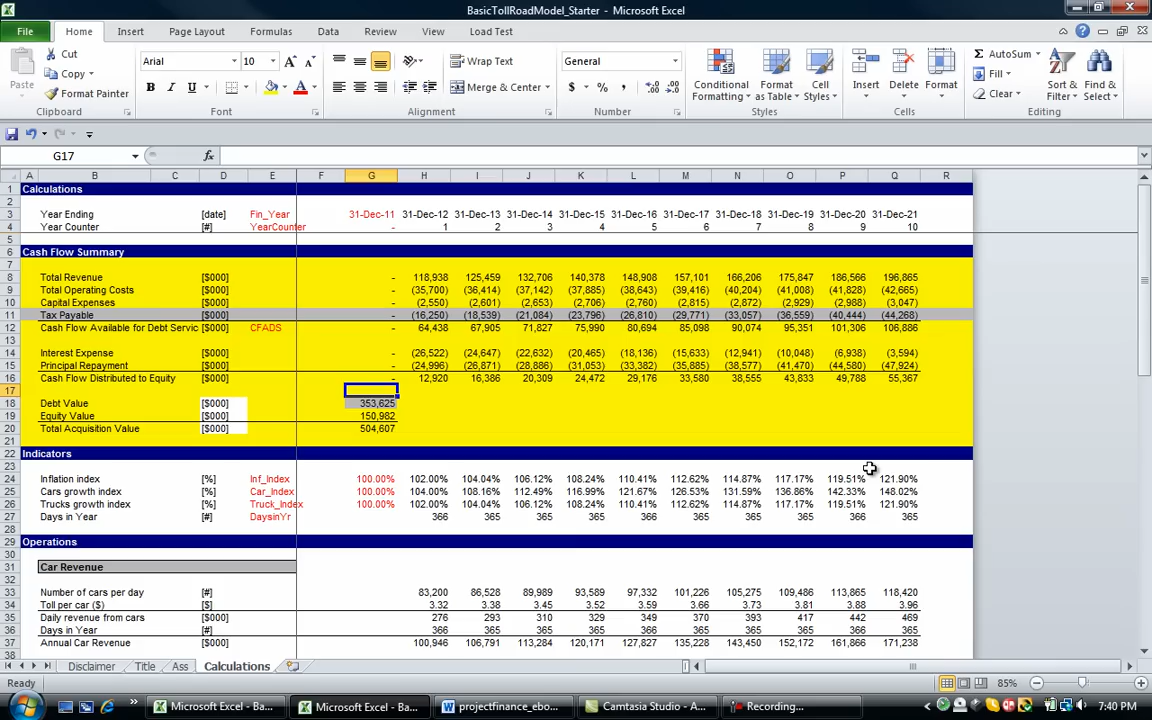 BasicTollRoadModel_Starter - Microsoft Excel
File Home Insert Page Layout Formulas Data Review View Load Test
Paste Cut Copy Format Painter Clipboard
Arial 10 B I U A Font
Wrap Text Merge & Center Alignment
General $ % , Number
Conditional Formatting Format as Table Cell Styles Styles
Insert Delete Format Cells
Σ AutoSum Fill Clear Sort & Filter Find & Select Editing
G17 fx
A B C D E F G H I J K L M N O P Q R
1 Calculations
2
3 Year Ending [date] Fin_Year 31-Dec-11 31-Dec-12 31-Dec-13 31-Dec-14 31-Dec-15 31-Dec-16 31-Dec-17 31-Dec-18 31-Dec-19 31-Dec-20 31-Dec-21
4 Year Counter [#] YearCounter - 1 2 3 4 5 6 7 8 9 10
5
6 Cash Flow Summary
7
8 Total Revenue [$000] - 118,938 125,459 132,706 140,378 148,908 157,101 166,206 175,847 186,566 196,865
9 Total Operating Costs [$000] - (35,700) (36,414) (37,142) (37,885) (38,643) (39,416) (40,204) (41,008) (41,828) (42,665)
10 Capital Expenses [$000] - (2,550) (2,601) (2,653) (2,706) (2,760) (2,815) (2,872) (2,929) (2,988) (3,047)
11 Tax Payable [$000] - (16,250) (18,539) (21,084) (23,796) (26,810) (29,771) (33,057) (36,559) (40,444) (44,268)
12 Cash Flow Available for Debt Servic [$000] CFADS - 64,438 67,905 71,827 75,990 80,694 85,098 90,074 95,351 101,306 106,886
13
14 Interest Expense [$000] - (26,522) (24,647) (22,632) (20,465) (18,136) (15,633) (12,941) (10,048) (6,938) (3,594)
15 Principal Repayment [$000] - (24,996) (26,871) (28,886) (31,053) (33,382) (35,885) (38,577) (41,470) (44,580) (47,924)
16 Cash Flow Distributed to Equity [$000] - 12,920 16,386 20,309 24,472 29,176 33,580 38,555 43,833 49,788 55,367
17
18 Debt Value [$000] 353,625
19 Equity Value [$000] 150,982
20 Total Acquisition Value [$000] 504,607
21
22 Indicators
23
24 Inflation index [%] Inf_Index 100.00% 102.00% 104.04% 106.12% 108.24% 110.41% 112.62% 114.87% 117.17% 119.51% 121.90%
25 Cars growth index [%] Car_Index 100.00% 104.00% 108.16% 112.49% 116.99% 121.67% 126.53% 131.59% 136.86% 142.33% 148.02%
26 Trucks growth index [%] Truck_Index 100.00% 102.00% 104.04% 106.12% 108.24% 110.41% 112.62% 114.87% 117.17% 119.51% 121.90%
27 Days in Year [#] DaysinYr 366 365 365 365 366 365 365 365 366 365
28
29 Operations
30
31 Car Revenue
32
33 Number of cars per day [#] 83,200 86,528 89,989 93,589 97,332 101,226 105,275 109,486 113,865 118,420
34 Toll per car ($) [$] 3.32 3.38 3.45 3.52 3.59 3.66 3.73 3.81 3.88 3.96
35 Daily revenue from cars [$000] 276 293 310 329 349 370 393 417 442 469
36 Days in Year [#] 366 365 365 365 366 365 365 365 366 365
37 Annual Car Revenue [$000] 100,946 106,791 113,284 120,171 127,827 135,228 143,450 152,172 161,866 171,238
38
Disclaimer Title Ass Calculations
Ready 85%
Microsoft Excel - Ba... Microsoft Excel - Ba... projectfinance_ebo... Camtasia Studio - A... Recording... 7:40 PM